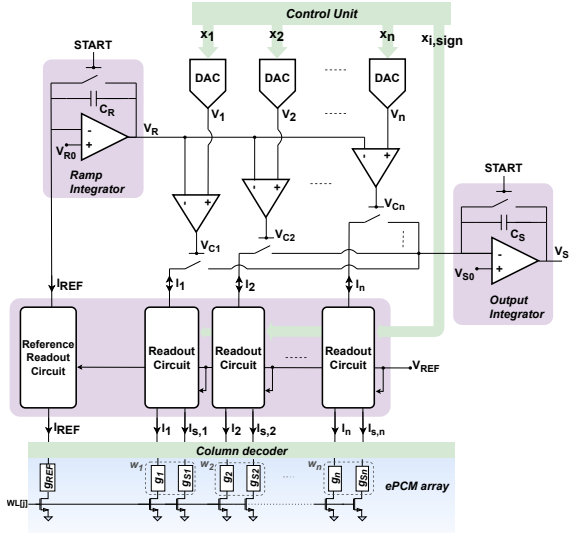 Control Unit
x1 x2 xn xi,sign
START
DAC DAC DAC
CR
V1 V2 Vn
VR
- +
VR0
Ramp Integrator
- + - + - +
START
VC1 VC2 VCn
CS
- +
VS
VS0
Output Integrator
IREF I1 I2 In
Reference Readout Circuit
Readout Circuit
Readout Circuit
Readout Circuit
VREF
IREF I1 Is,1 I2 Is,2 In Is,n
Column decoder
w1 w2 wn
ePCM array
gREF g1 gS1 g2 gS2 gn gSn
WL[j]